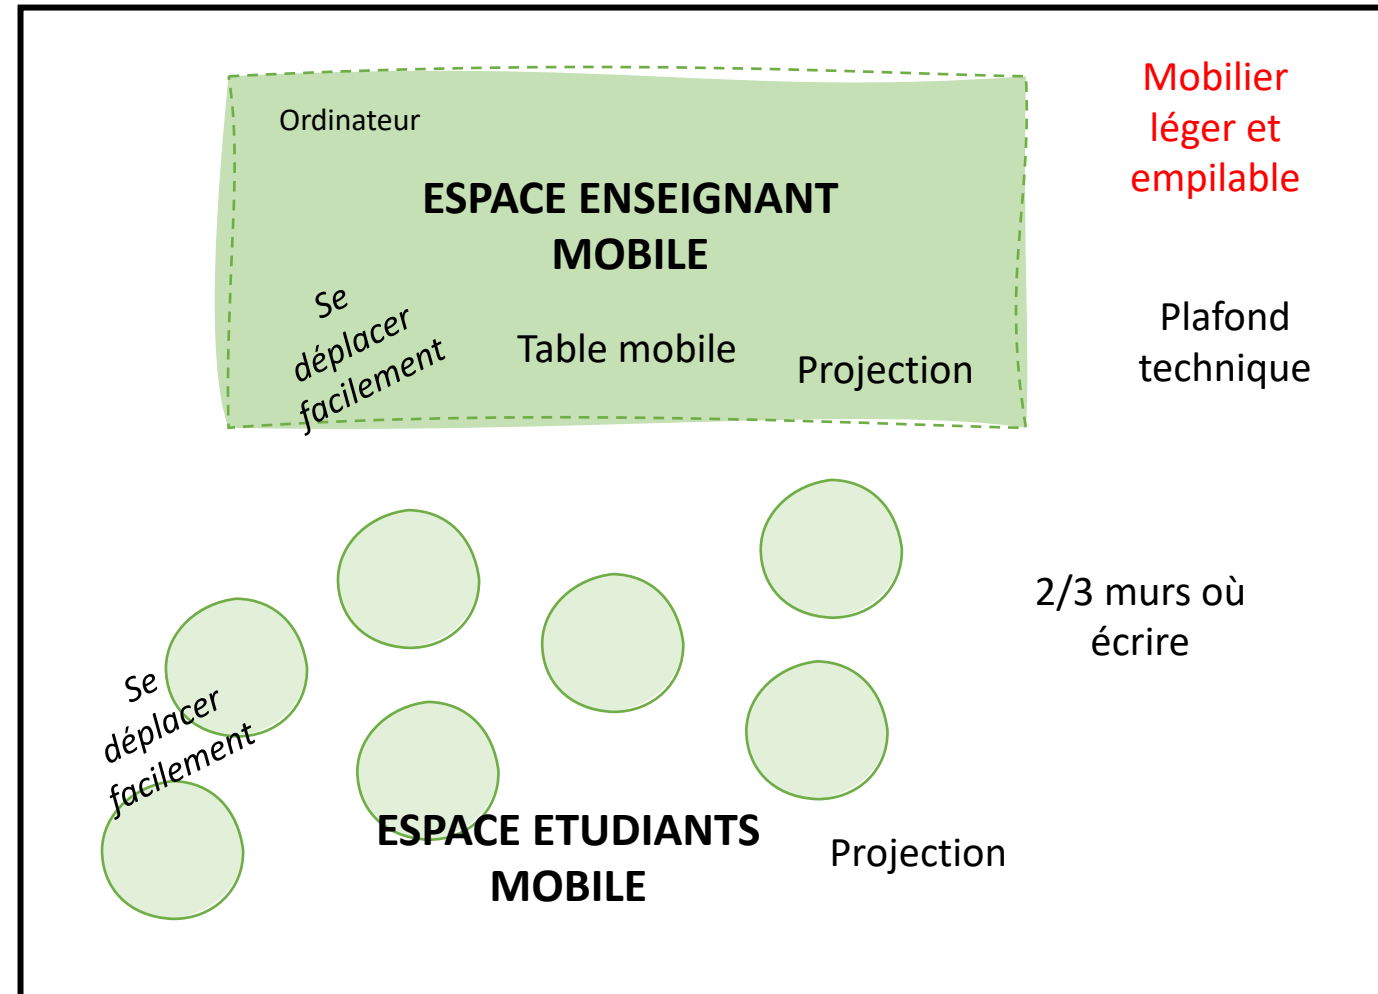 Ordinateur
ESPACE ENSEIGNANT
MOBILE
Se
déplacer
facilement
Table mobile
Projection
Mobilier
léger et
empilable
Plafond
technique
2/3 murs où
écrire
Se
déplacer
facilement
ESPACE ETUDIANTS
MOBILE
Projection